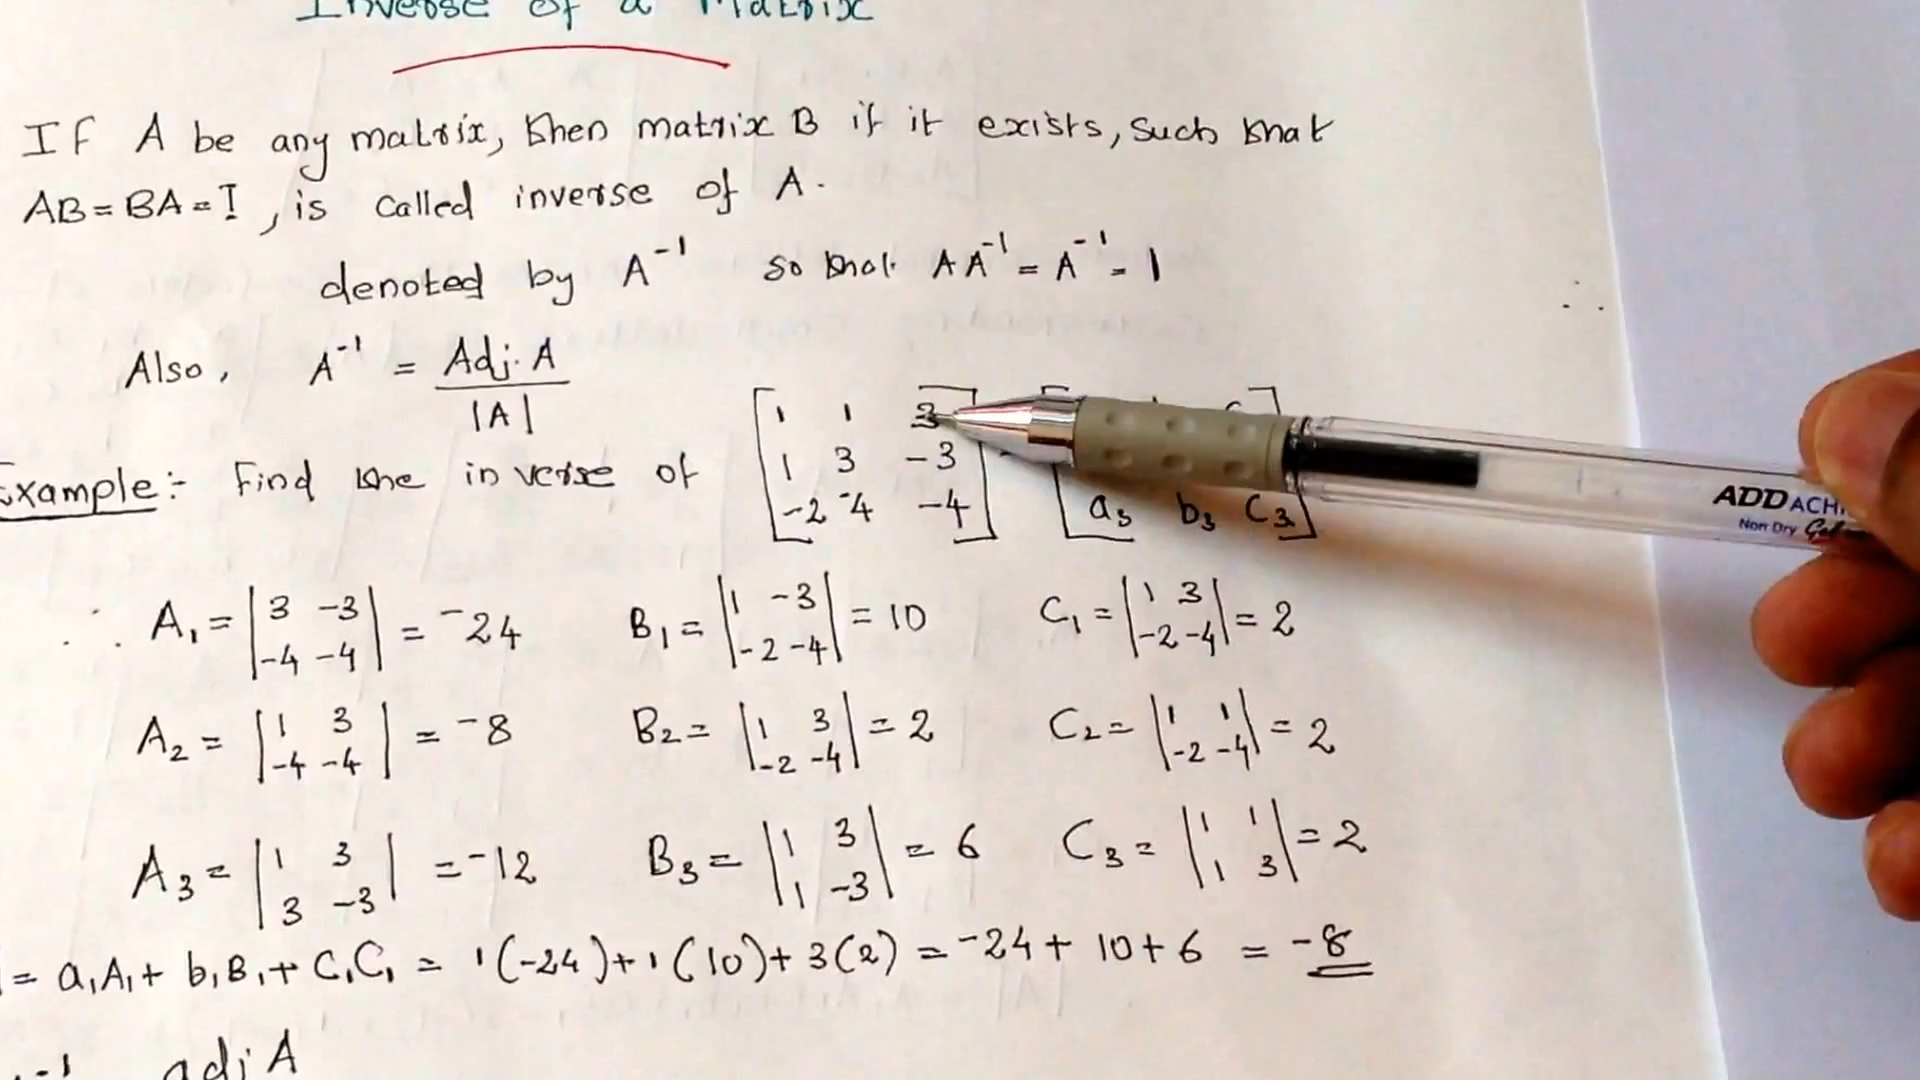 Inverse of a Matrix
If A be any matrix, then matrix B if it exists, such that
AB = BA = I, is called inverse of A.
denoted by A⁻¹ so that AA⁻¹ = A⁻¹ = 1
Also, A⁻¹ = Adj. A / |A|
Example:- Find the inverse of [1 1 3
1 3 -3
-2 -4 -4]
a₃ b₃ c₃
∴ A₁ = |3 -3; -4 -4| = -24 B₁ = |1 -3; -2 -4| = 10 C₁ = |1 3; -2 -4| = 2
A₂ = |1 3; -4 -4| = -8 B₂ = |1 3; -2 -4| = 2 C₂ = |1 1; -2 -4| = 2
A₃ = |1 3; 3 -3| = -12 B₃ = |1 3; 1 -3| = 6 C₃ = |1 1; 1 3| = 2
= a₁A₁ + b₁B₁ + C₁C₁ = 1(-24) + 1(10) + 3(2) = -24 + 10 + 6 = -8
adj A
ADD
Non Dry